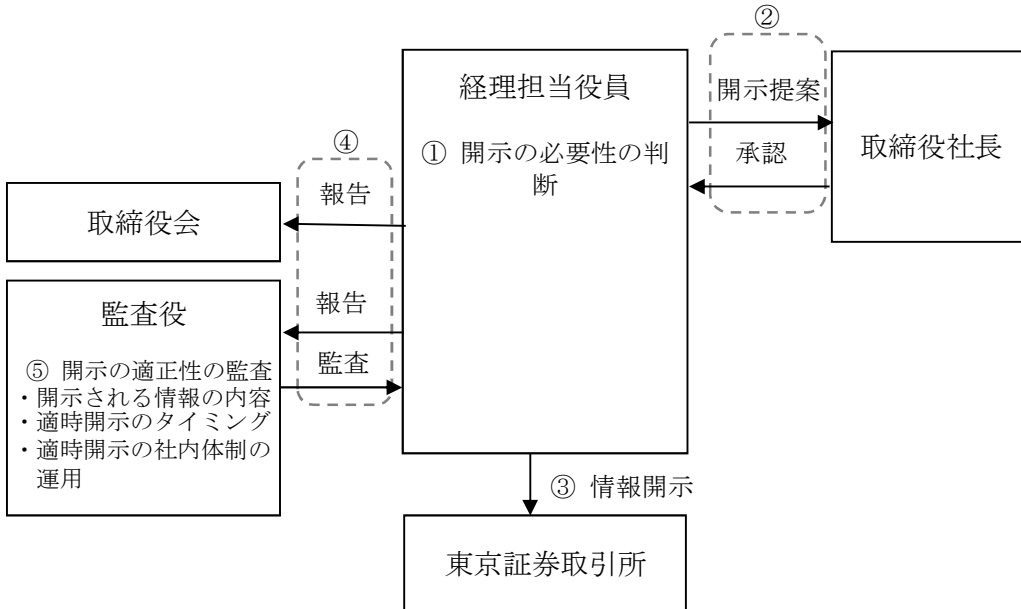 ②
経理担当役員
① 開示の必要性の判
断
開示提案
承認
取締役社長
④
報告
取締役会
報告
監査
監査役
⑤ 開示の適正性の監査
・開示される情報の内容
・適時開示のタイミング
・適時開示の社内体制の
運用
③ 情報開示
東京証券取引所